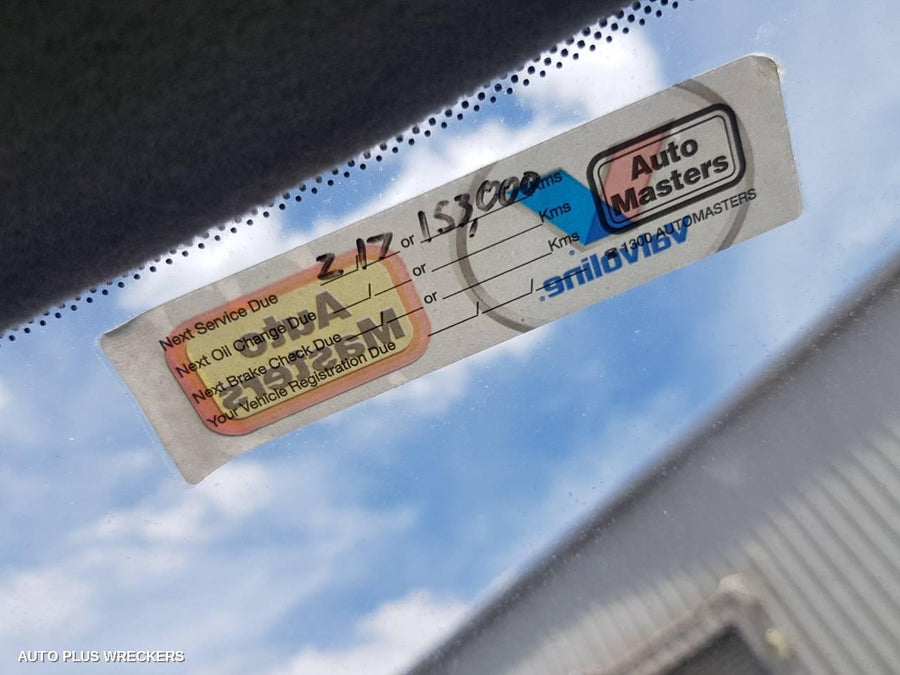 Auto
Masters
1300 AUTOMASTERS
Next Service Due 2/17 or 153,000 Kms
Next Oil Change Due / or Kms
Next Brake Check Due or Kms
Your Vehicle Registration Due / /
Auto
Masters
Valvoline
AUTO PLUS WRECKERS